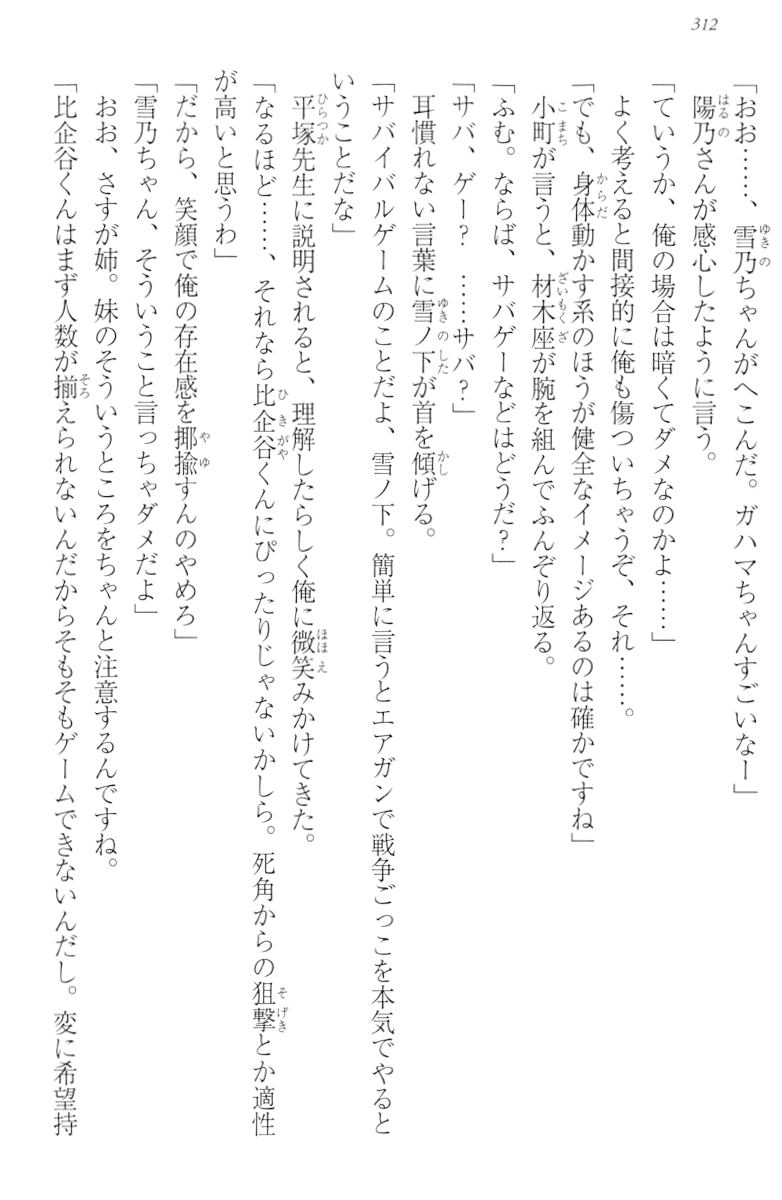 312
「おお……、雪乃ちゃんがへこんだ。ガハマちゃんすごいなー」
陽乃さんが感心したように言う。
「ていうか、俺の場合は暗くてダメなのかよ……」
よく考えると間接的に俺も傷ついちゃうぞ、それ……。
「でも、身体動かす系のほうが健全なイメージあるのは確かですね」
小町が言うと、材木座が腕を組んでふんぞり返る。
「ふむ。ならば、サバゲーなどはどうだ?」
「サバ、ゲー? ……サバ?」
耳慣れない言葉に雪ノ下が首を傾げる。
「サバイバルゲームのことだよ、雪ノ下。簡単に言うとエアガンで戦争ごっこを本気でやると
いうことだな」
平塚先生に説明されると、理解したらしく俺に微笑みかけてきた。
「なるほど……、それなら比企谷くんにぴったりじゃないかしら。死角からの狙撃とか適性
が高いと思うわ」
「だから、笑顔で俺の存在感を揶揄すんのやめろ」
「雪乃ちゃん、そういうこと言っちゃダメだよ」
おお、さすが姉。妹のそういうところをちゃんと注意するんですね。
「比企谷くんはまず人数が揃えられないんだからそもそもゲームできないんだし。変に希望持